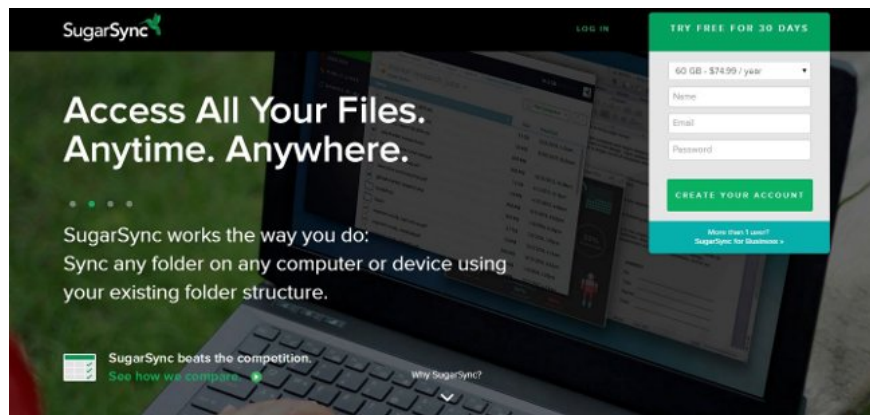 SugarSync
LOG IN
TRY FREE FOR 30 DAYS
60 GB - $74.99 / year
Name
Email
Password
CREATE YOUR ACCOUNT
More than 1 user?
SugarSync for Business »
Access All Your Files.
Anytime. Anywhere.
SugarSync works the way you do:
Sync any folder on any computer or device using
your existing folder structure.
SugarSync beats the competition.
See how we compare.
Why SugarSync?